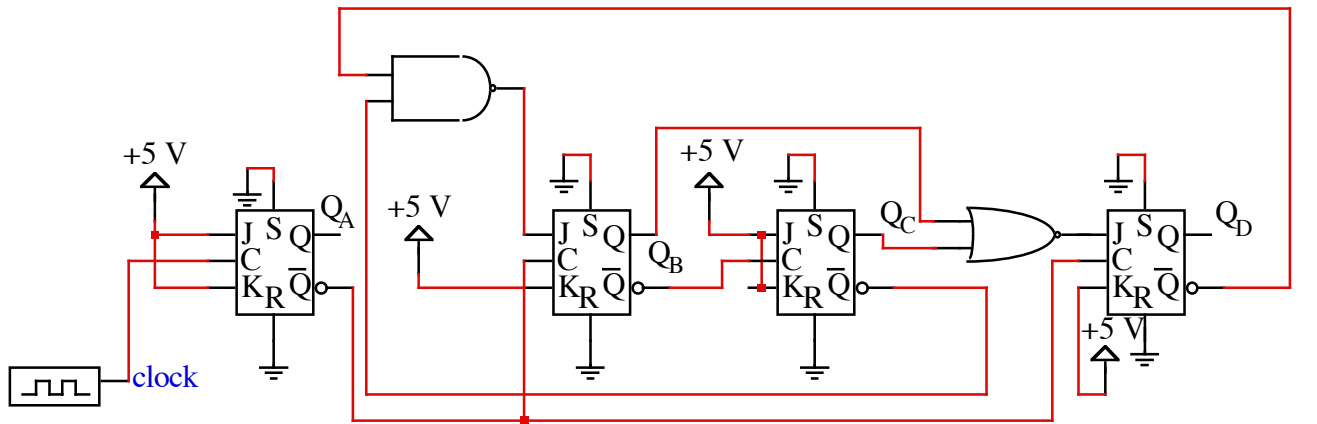 +5 V
J S Q
C
K R Q̅
Q_A
clock
+5 V
J S Q
C
K R Q̅
Q_B
+5 V
J S Q
C
K R Q̅
Q_C
J S Q
C
K R Q̅
Q_D
+5 V